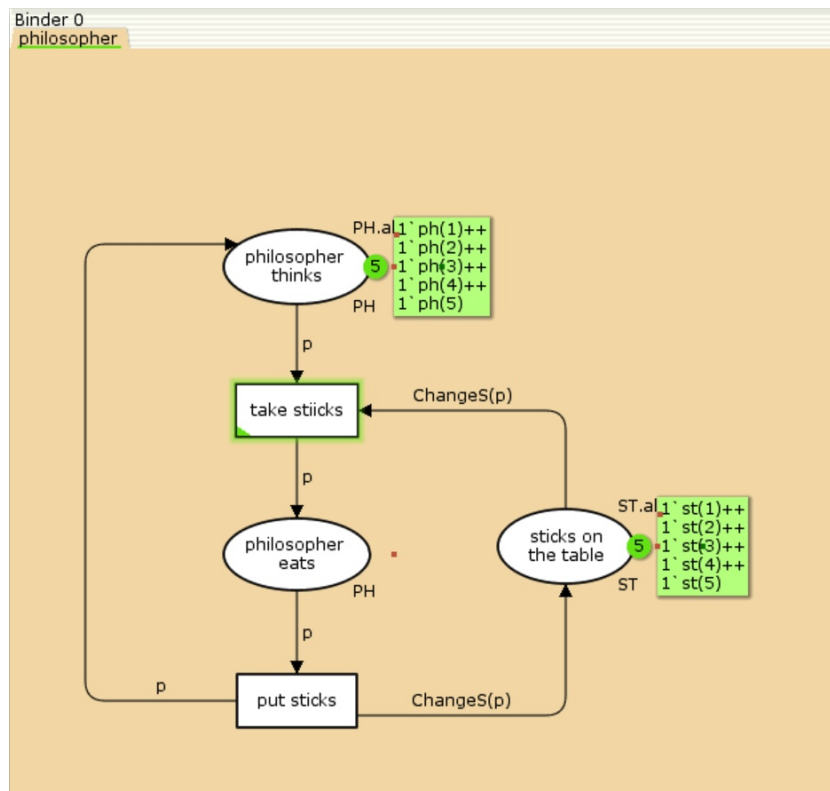 Binder 0
philosopher
PH.al
1`ph(1)++
1`ph(2)++
1`ph(3)++
1`ph(4)++
1`ph(5)
philosopher
thinks
5
PH
p
take stiicks
ChangeS(p)
p
ST.al
1`st(1)++
1`st(2)++
1`st(3)++
1`st(4)++
1`st(5)
philosopher
eats
sticks on
the table
5
PH
ST
p
p
put sticks
ChangeS(p)